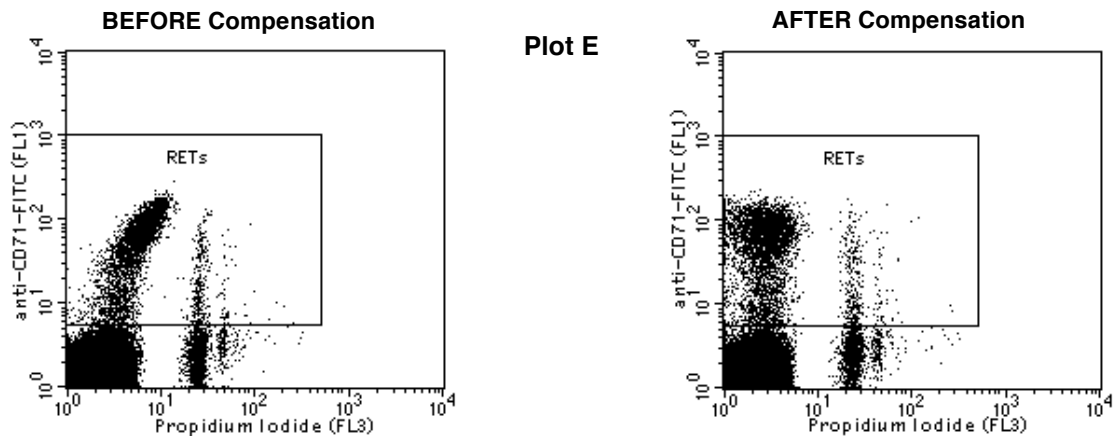 BEFORE Compensation
Plot E
AFTER Compensation
10^4
10^3
10^2
10^1
10^0
anti-CD71-FITC (FL1)
RETs
10^0 10^1 10^2 10^3 10^4
Propidium Iodide (FL3)
10^4
10^3
10^2
10^1
10^0
anti-CD71-FITC (FL1)
RETs
10^0 10^1 10^2 10^3 10^4
Propidium Iodide (FL3)